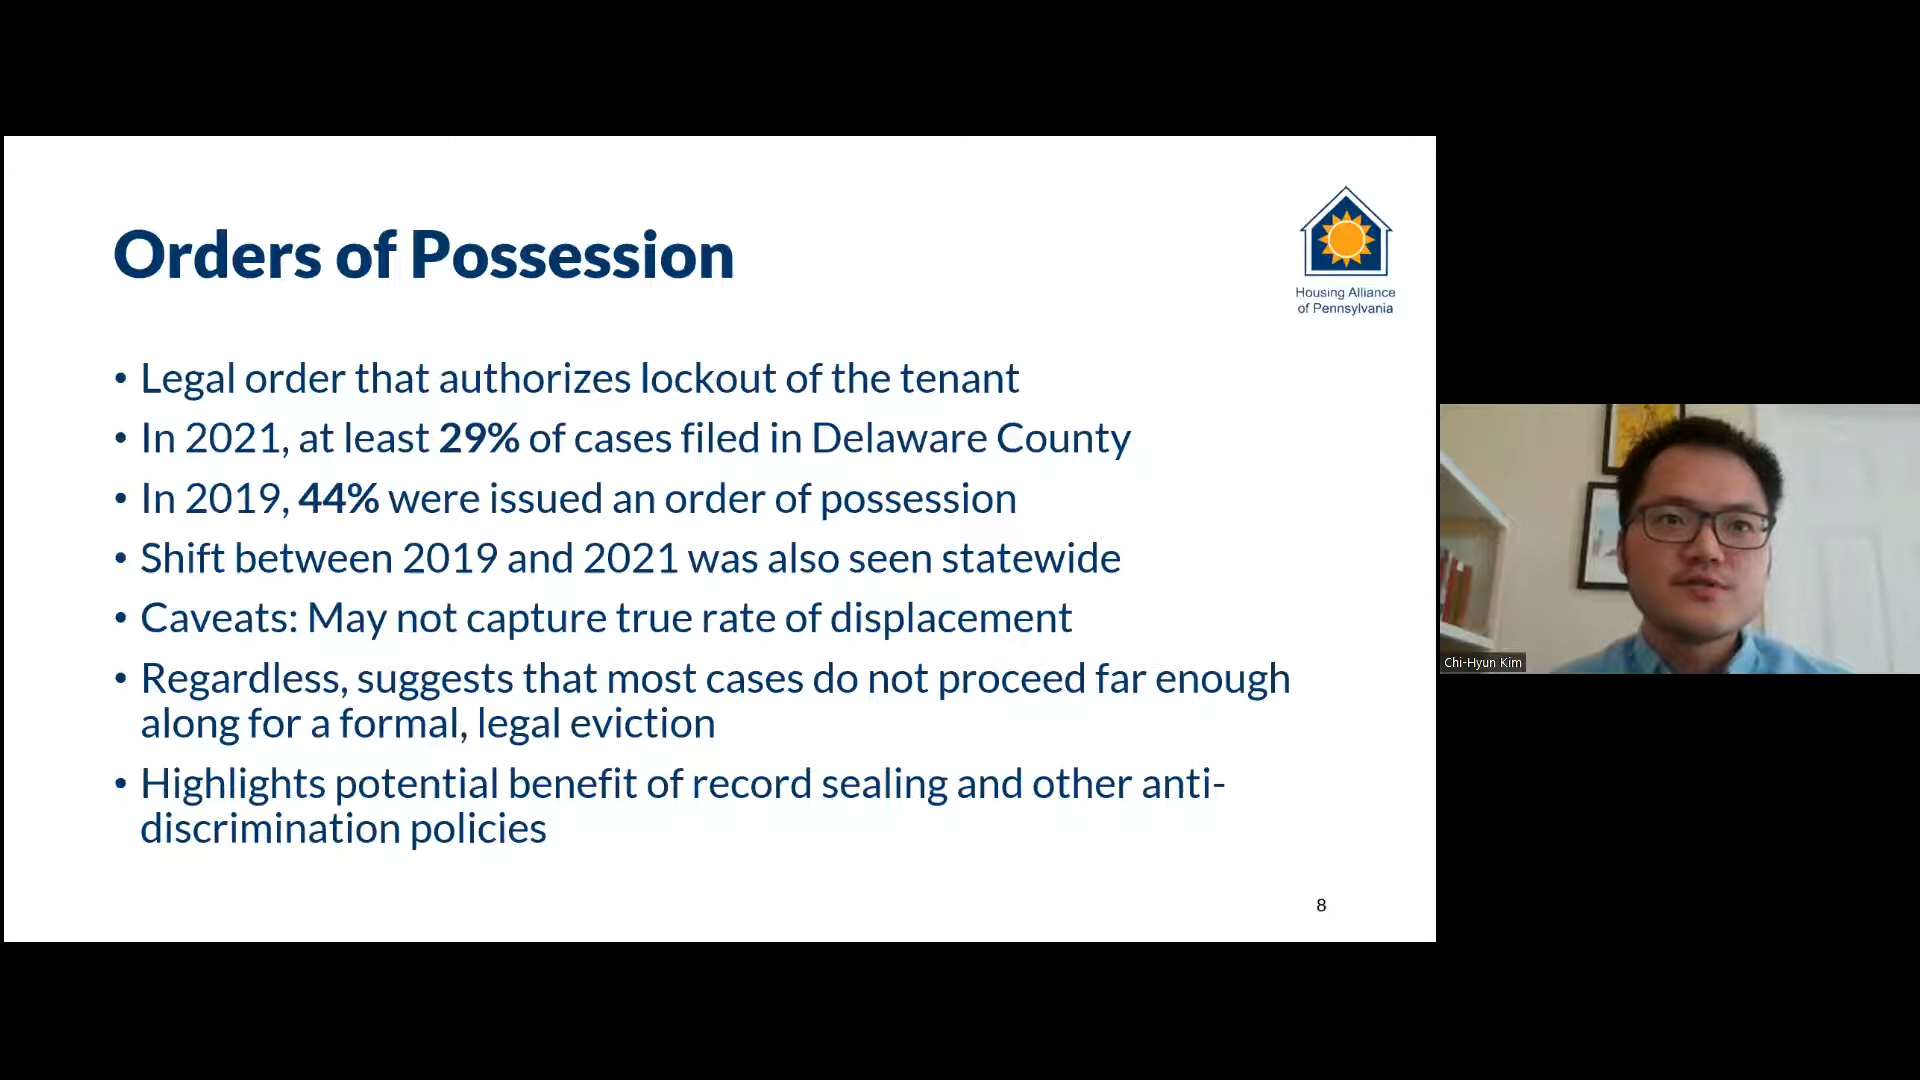 Orders of Possession
Housing Alliance
of Pennsylvania
• Legal order that authorizes lockout of the tenant
• In 2021, at least 29% of cases filed in Delaware County
• In 2019, 44% were issued an order of possession
• Shift between 2019 and 2021 was also seen statewide
• Caveats: May not capture true rate of displacement
• Regardless, suggests that most cases do not proceed far enough
along for a formal, legal eviction
• Highlights potential benefit of record sealing and other anti-
discrimination policies
8
Chi-Hyun Kim